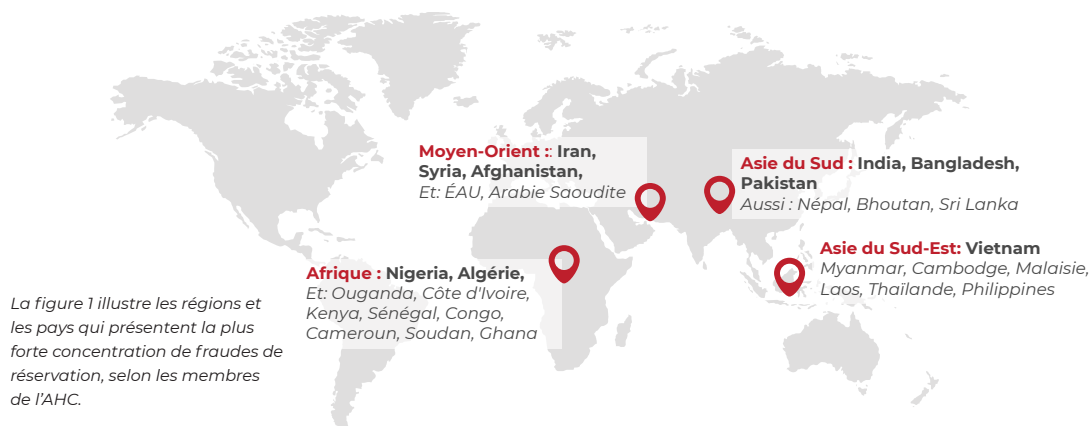 Moyen-Orient :: Iran,
Syria, Afghanistan,
Et: ÉAU, Arabie Saoudite
Asie du Sud : India, Bangladesh,
Pakistan
Aussi : Népal, Bhoutan, Sri Lanka
Asie du Sud-Est: Vietnam
Myanmar, Cambodge, Malaisie,
Laos, Thaïlande, Philippines
Afrique : Nigeria, Algérie,
Et: Ouganda, Côte d'Ivoire,
Kenya, Sénégal, Congo,
Cameroun, Soudan, Ghana
La figure 1 illustre les régions et
les pays qui présentent la plus
forte concentration de fraudes de
réservation, selon les membres
de l’AHC.